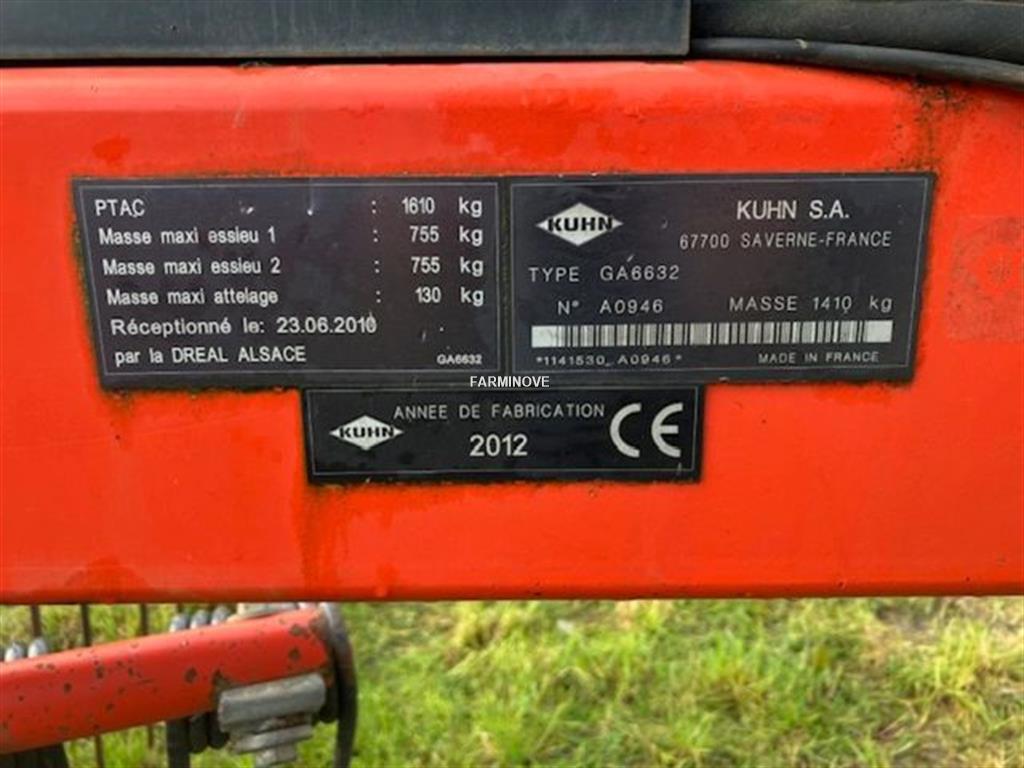 PTAC : 1610 kg
Masse maxi essieu 1 : 755 kg
Masse maxi essieu 2 : 755 kg
Masse maxi attelage : 130 kg
Réceptionné le: 23.06.2010
par la DREAL ALSACE GA6632
KUHN KUHN S.A.
67700 SAVERNE-FRANCE
TYPE GA6632
N° A0946 MASSE 1410 kg
*1141530_A0946* MADE IN FRANCE
FARMINOVE
KUHN ANNEE DE FABRICATION CE
2012